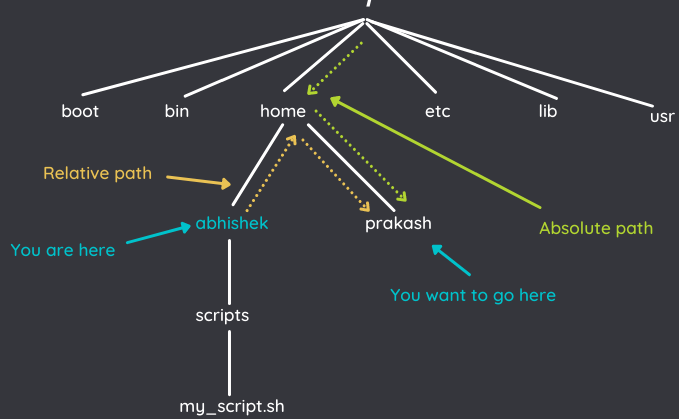 /
boot
bin
home
etc
lib
usr
Relative path
abhishek
prakash
Absolute path
You are here
You want to go here
scripts
my_script.sh